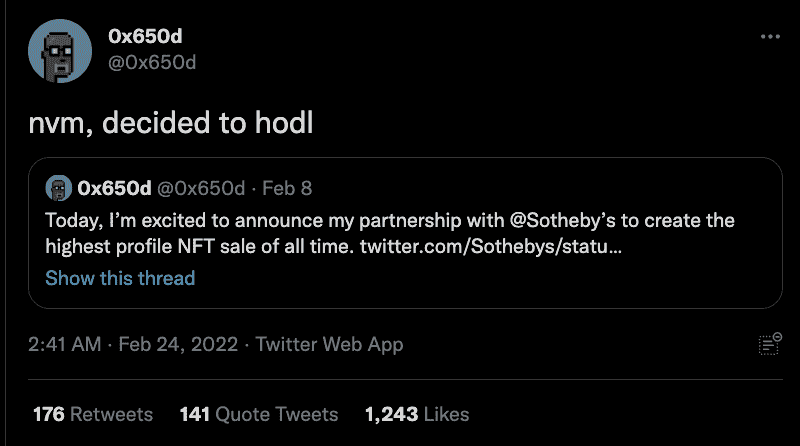 0x650d
@0x650d
nvm, decided to hodl
0x650d @0x650d · Feb 8
Today, I’m excited to announce my partnership with @Sotheby’s to create the
highest profile NFT sale of all time. twitter.com/Sothebys/statu...
Show this thread
2:41 AM · Feb 24, 2022 · Twitter Web App
176 Retweets 141 Quote Tweets 1,243 Likes